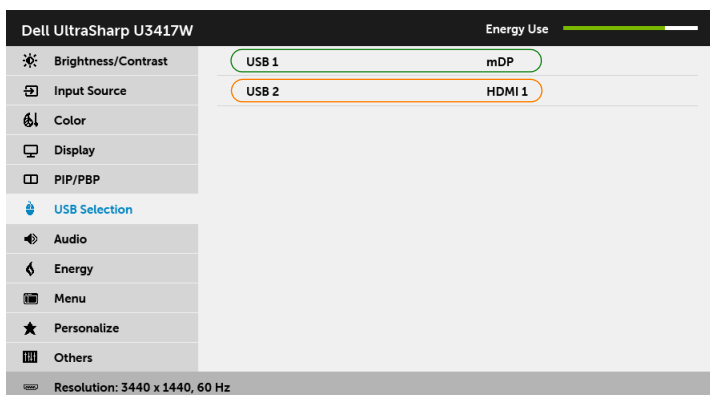 Dell UltraSharp U3417W Energy Use
Brightness/Contrast USB 1 mDP
Input Source USB 2 HDMI 1
Color
Display
PIP/PBP
USB Selection
Audio
Energy
Menu
Personalize
Others
Resolution: 3440 x 1440, 60 Hz